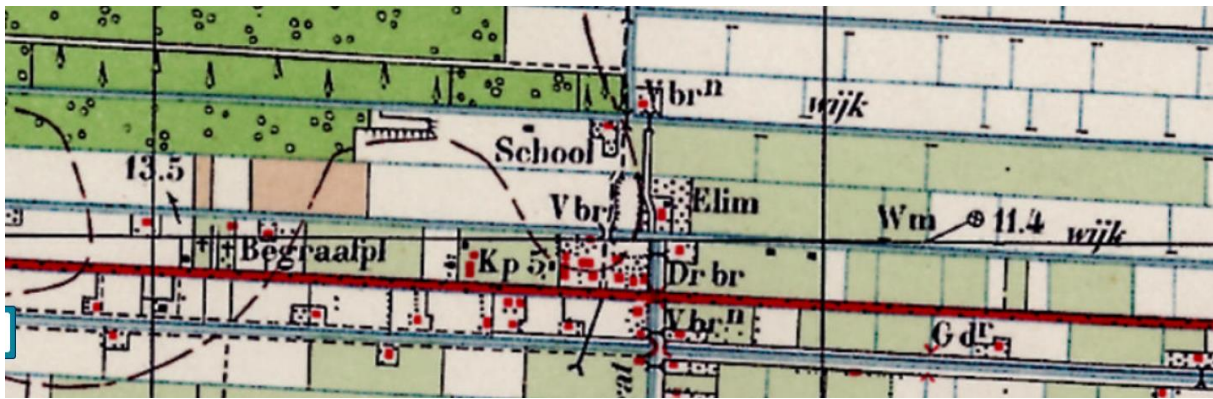 Vbrⁿ
wijk
School
13.5
Vbr
Elim
Wm
11.4
wijk
Begraafpl
Kp 5
Dr br
Vbrⁿ
Gdʳ